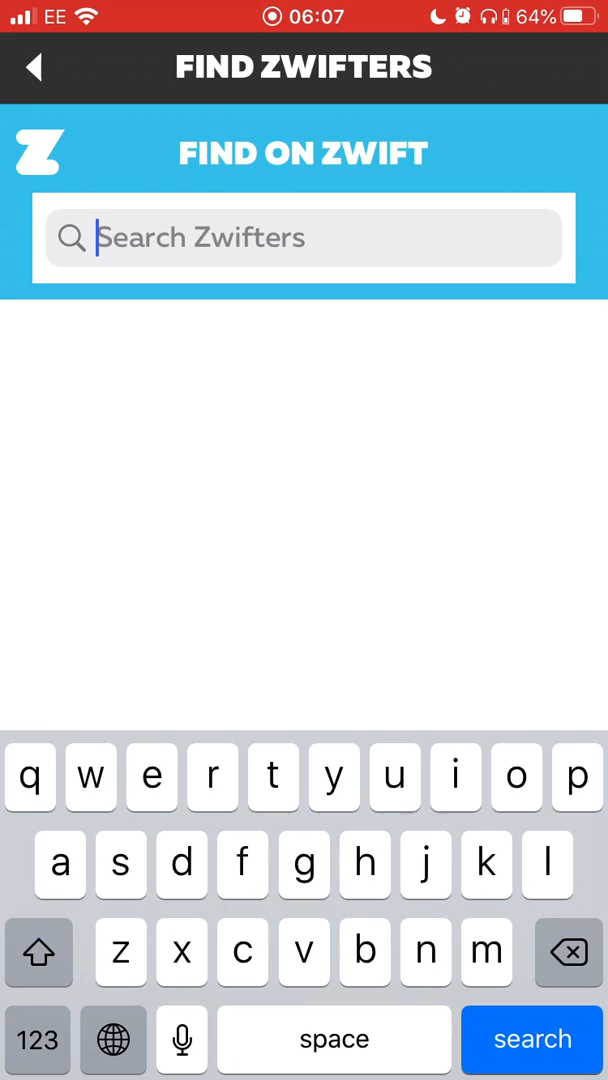 EE 06:07 64%
FIND ZWIFTERS
Z FIND ON ZWIFT
Search Zwifters
q w e r t y u i o p
a s d f g h j k l
z x c v b n m
123 space search